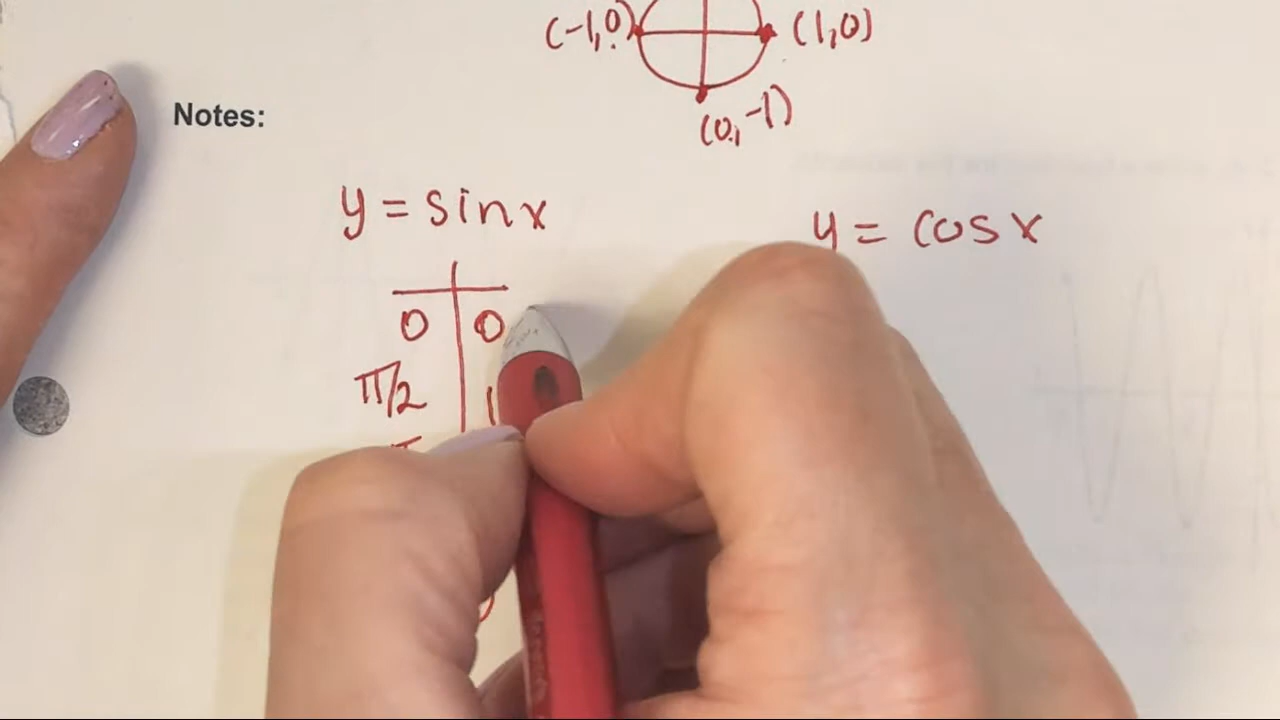 (-1,0) (1,0)
(0,-1)
Notes:
y = sin x
y = cos x
0 0
π/2 1
π